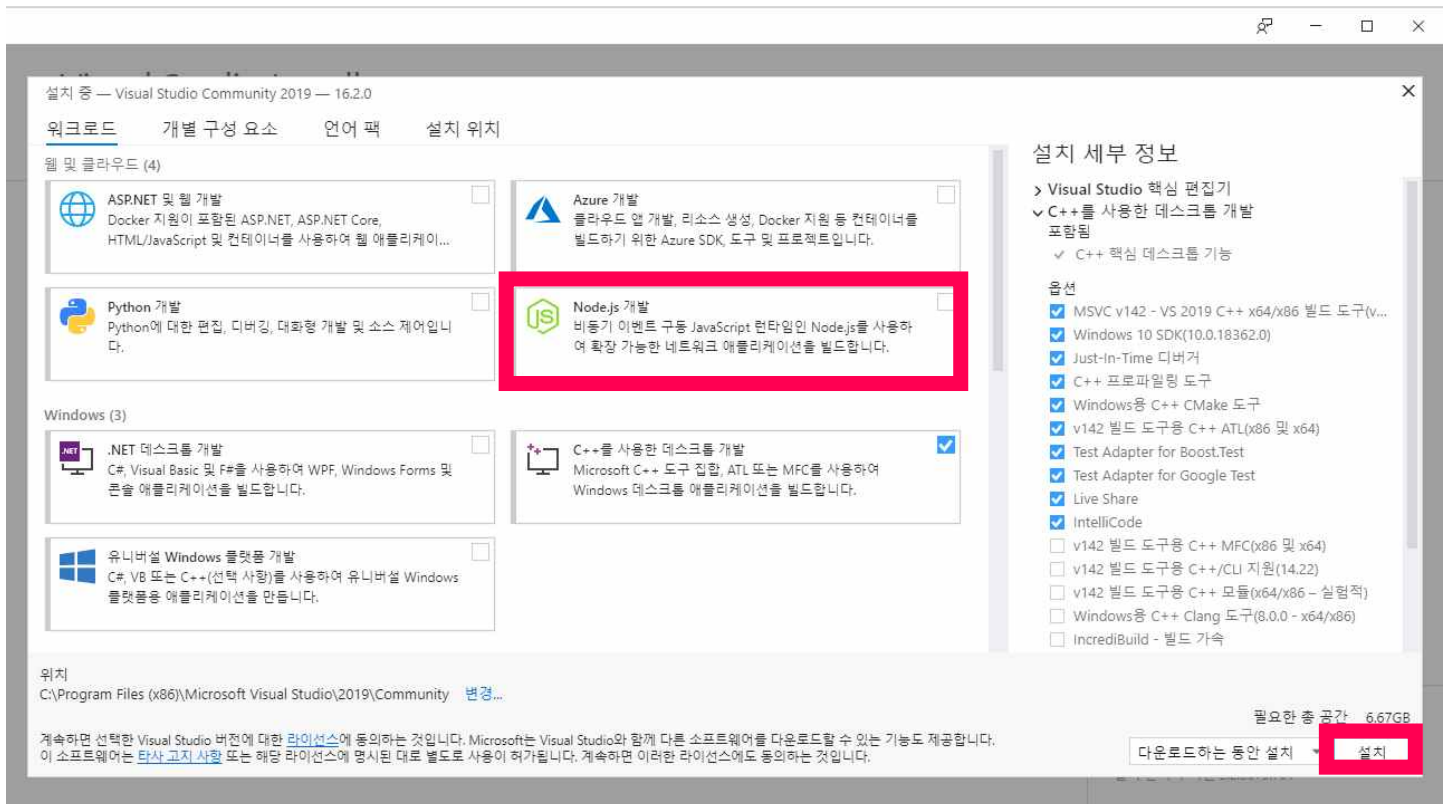 설치 중 — Visual Studio Community 2019 — 16.2.0
워크로드 개별 구성 요소 언어 팩 설치 위치
웹 및 클라우드 (4)
ASP.NET 및 웹 개발
Docker 지원이 포함된 ASP.NET, ASP.NET Core,
HTML/JavaScript 및 컨테이너를 사용하여 웹 애플리케이...
Azure 개발
클라우드 앱 개발, 리소스 생성, Docker 지원 등 컨테이너를
빌드하기 위한 Azure SDK, 도구 및 프로젝트입니다.
Python 개발
Python에 대한 편집, 디버깅, 대화형 개발 및 소스 제어입니
다.
Node.js 개발
비동기 이벤트 구동 JavaScript 런타임인 Node.js를 사용하
여 확장 가능한 네트워크 애플리케이션을 빌드합니다.
Windows (3)
.NET 데스크톱 개발
C#, Visual Basic 및 F#을 사용하여 WPF, Windows Forms 및
콘솔 애플리케이션을 빌드합니다.
C++를 사용한 데스크톱 개발
Microsoft C++ 도구 집합, ATL 또는 MFC를 사용하여
Windows 데스크톱 애플리케이션을 빌드합니다.
유니버설 Windows 플랫폼 개발
C#, VB 또는 C++(선택 사항)를 사용하여 유니버설 Windows
플랫폼용 애플리케이션을 만듭니다.
설치 세부 정보
Visual Studio 핵심 편집기
C++를 사용한 데스크톱 개발
포함됨
C++ 핵심 데스크톱 기능
옵션
MSVC v142 - VS 2019 C++ x64/x86 빌드 도구(v...
Windows 10 SDK(10.0.18362.0)
Just-In-Time 디버거
C++ 프로파일링 도구
Windows용 C++ CMake 도구
v142 빌드 도구용 C++ ATL(x86 및 x64)
Test Adapter for Boost.Test
Test Adapter for Google Test
Live Share
IntelliCode
v142 빌드 도구용 C++ MFC(x86 및 x64)
v142 빌드 도구용 C++/CLI 지원(14.22)
v142 빌드 도구용 C++ 모듈(x64/x86 – 실험적)
Windows용 C++ Clang 도구(8.0.0 - x64/x86)
IncrediBuild - 빌드 가속
위치
C:\Program Files (x86)\Microsoft Visual Studio\2019\Community 변경...
필요한 총 공간 6.67GB
계속하면 선택한 Visual Studio 버전에 대한 라이선스에 동의하는 것입니다. Microsoft는 Visual Studio와 함께 다른 소프트웨어를 다운로드할 수 있는 기능도 제공합니다.
이 소프트웨어는 타사 고지 사항 또는 해당 라이선스에 명시된 대로 별도로 사용이 허가됩니다. 계속하면 이러한 라이선스에도 동의하는 것입니다.
다운로드하는 동안 설치 설치